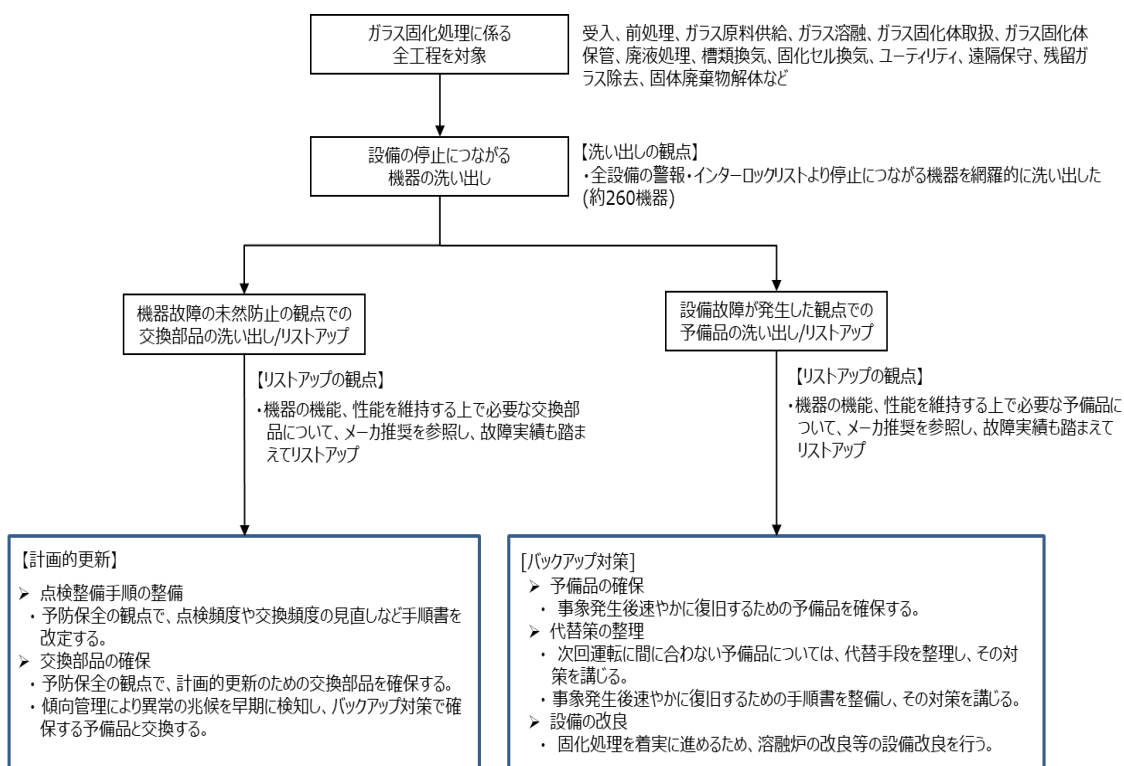 ガラス固化処理に係る
全工程を対象
受入、前処理、ガラス原料供給、ガラス溶融、ガラス固化体取扱、ガラス固化体
保管、廃液処理、槽類換気、固化セル換気、ユーティリティ、遠隔保守、残留ガ
ラス除去、固体廃棄物解体など
設備の停止につながる
機器の洗い出し
【洗い出しの観点】
・全設備の警報・インターロックリストより停止につながる機器を網羅的に洗い出した
(約260機器)
機器故障の未然防止の観点での
交換部品の洗い出し/リストアップ
設備故障が発生した観点での
予備品の洗い出し/リストアップ
【リストアップの観点】
・機器の機能、性能を維持する上で必要な交換部
品について、メーカ推奨を参照し、故障実績も踏ま
えてリストアップ
【リストアップの観点】
・機器の機能、性能を維持する上で必要な予備品に
ついて、メーカ推奨を参照し、故障実績も踏まえて
リストアップ
【計画的更新】
➢ 点検整備手順の整備
・予防保全の観点で、点検頻度や交換頻度の見直しなど手順書を
改定する。
➢ 交換部品の確保
・予防保全の観点で、計画的更新のための交換部品を確保する。
・傾向管理により異常の兆候を早期に検知し、バックアップ対策で確
保する予備品と交換する。
[バックアップ対策]
➢ 予備品の確保
・ 事象発生後速やかに復旧するための予備品を確保する。
➢ 代替策の整理
・ 次回運転に間に合わない予備品については、代替手段を整理し、その対
策を講じる。
・事象発生後速やかに復旧するための手順書を整備し、その対策を講じる。
➢ 設備の改良
・ 固化処理を着実に進めるため、溶融炉の改良等の設備改良を行う。